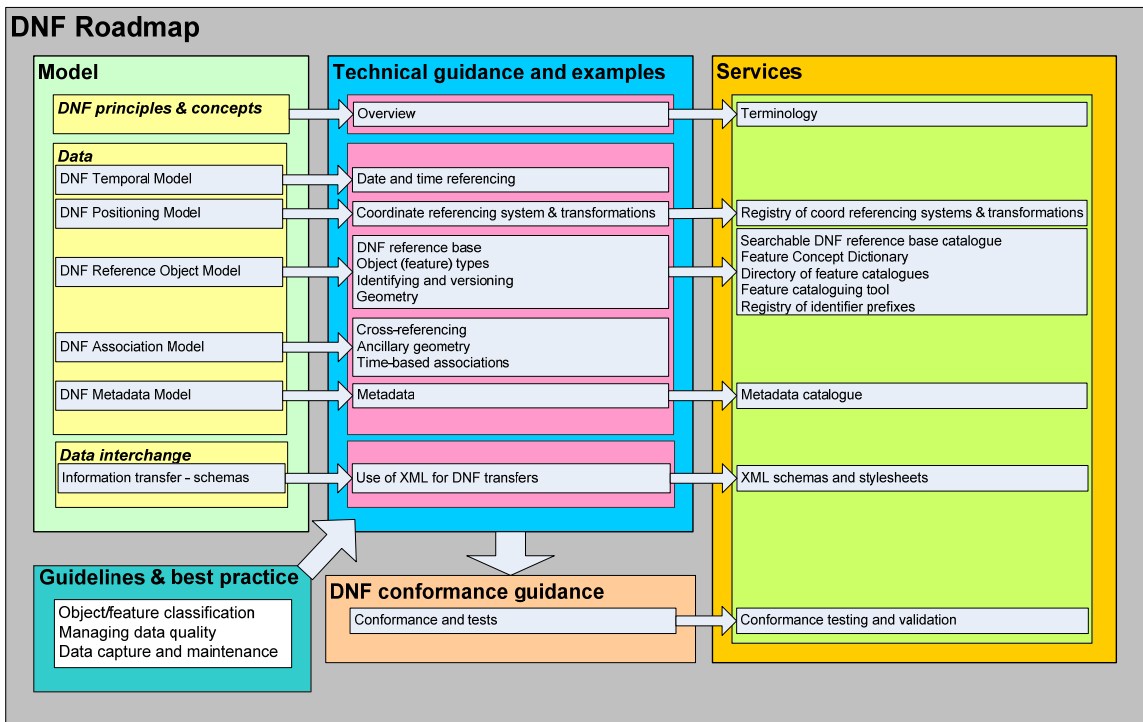 DNF Roadmap
Model
DNF principles & concepts
Data
DNF Temporal Model
DNF Positioning Model
DNF Reference Object Model
DNF Association Model
DNF Metadata Model
Data interchange
Information transfer – schemas
Guidelines & best practice
Object/feature classification
Managing data quality
Data capture and maintenance
Technical guidance and examples
Overview
Date and time referencing
Coordinate referencing system & transformations
DNF reference base
Object (feature) types
Identifying and versioning
Geometry
Cross-referencing
Ancillary geometry
Time-based associations
Metadata
Use of XML for DNF transfers
DNF conformance guidance
Conformance and tests
Services
Terminology
Registry of coord referencing systems & transformations
Searchable DNF reference base catalogue
Feature Concept Dictionary
Directory of feature catalogues
Feature cataloguing tool
Registry of identifier prefixes
Metadata catalogue
XML schemas and stylesheets
Conformance testing and validation